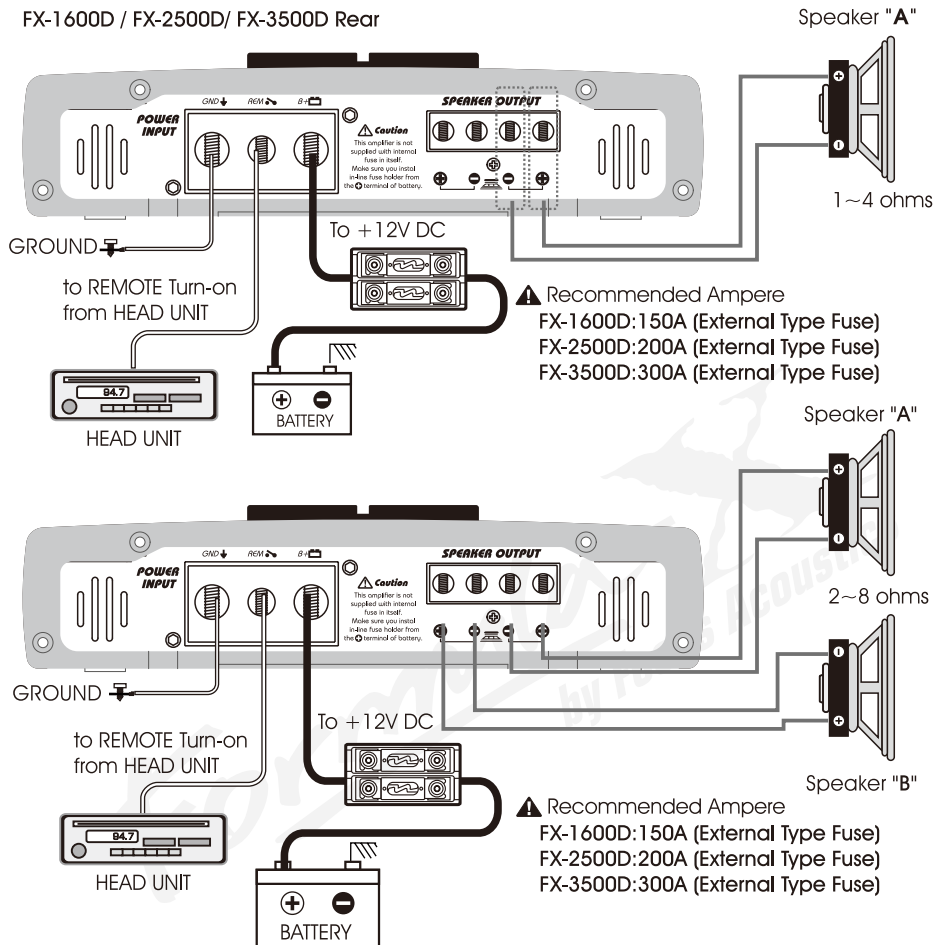 FX-1600D / FX-2500D/ FX-3500D Rear
Speaker "A"
GND REM B+
POWER
INPUT
Caution
This amplifier is not
supplied with internal
fuse in itself.
Make sure you instal
in-line fuse holder from
the + terminal of battery.
SPEAKER OUTPUT
1~4 ohms
GROUND
To +12V DC
to REMOTE Turn-on
from HEAD UNIT
94.7
HEAD UNIT
BATTERY
Recommended Ampere
FX-1600D:150A (External Type Fuse)
FX-2500D:200A (External Type Fuse)
FX-3500D:300A (External Type Fuse)
Speaker "A"
GND REM B+
POWER
INPUT
Caution
This amplifier is not
supplied with internal
fuse in itself.
Make sure you instal
in-line fuse holder from
the + terminal of battery.
SPEAKER OUTPUT
2~8 ohms
GROUND
To +12V DC
to REMOTE Turn-on
from HEAD UNIT
94.7
HEAD UNIT
BATTERY
Speaker "B"
Recommended Ampere
FX-1600D:150A (External Type Fuse)
FX-2500D:200A (External Type Fuse)
FX-3500D:300A (External Type Fuse)